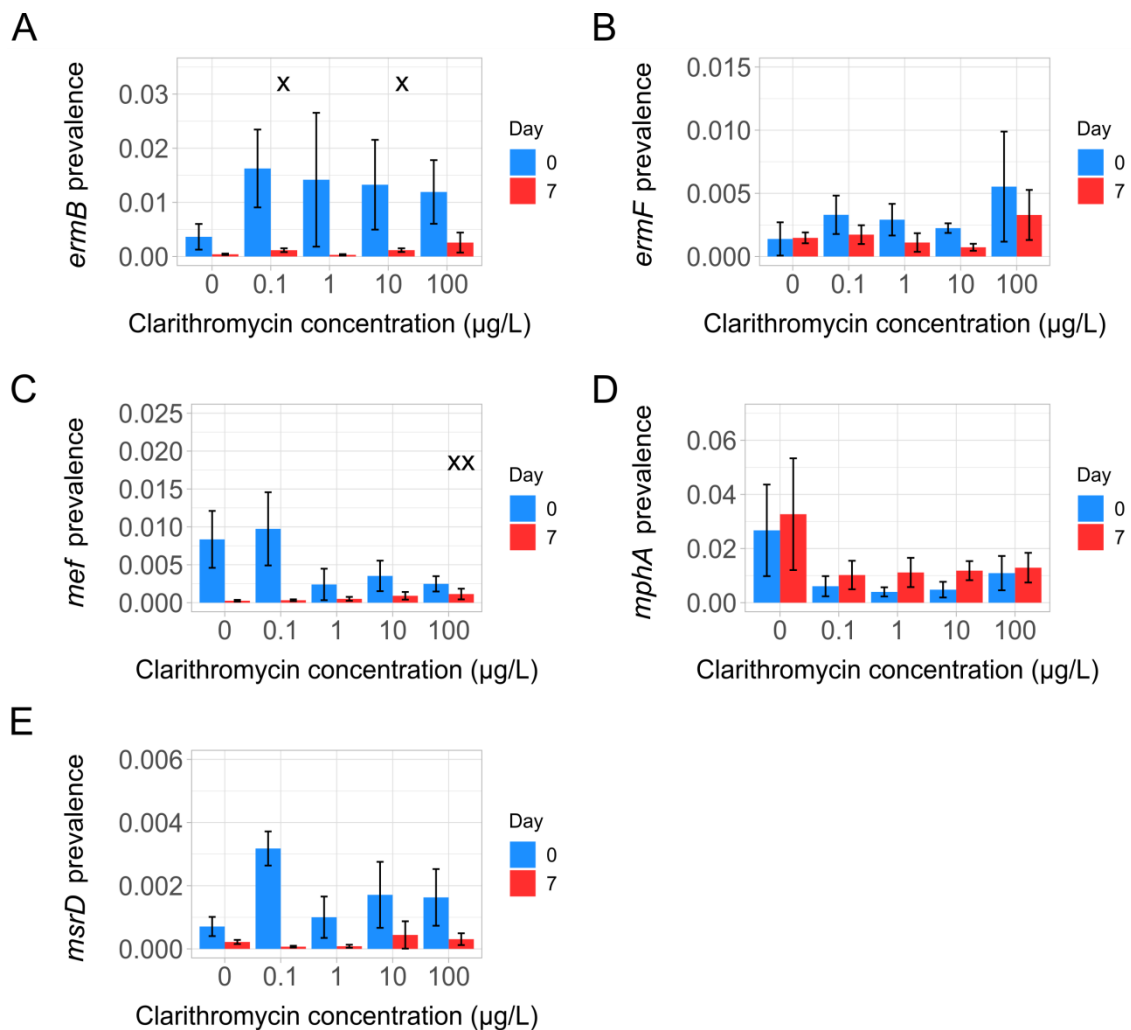 A
ermB prevalence
0.03
0.02
0.01
0.00
x
x
0
0.1
1
10
100
Clarithromycin concentration (µg/L)
Day
0
7
B
ermF prevalence
0.015
0.010
0.005
0.000
0
0.1
1
10
100
Clarithromycin concentration (µg/L)
Day
0
7
C
mef prevalence
0.025
0.020
0.015
0.010
0.005
0.000
xx
0
0.1
1
10
100
Clarithromycin concentration (µg/L)
Day
0
7
D
mphA prevalence
0.06
0.04
0.02
0.00
0
0.1
1
10
100
Clarithromycin concentration (µg/L)
Day
0
7
E
msrD prevalence
0.006
0.004
0.002
0.000
0
0.1
1
10
100
Clarithromycin concentration (µg/L)
Day
0
7